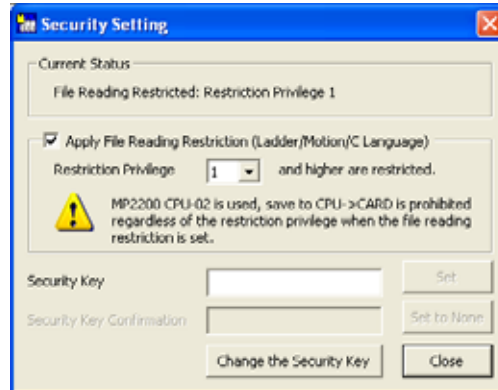 Security Setting
Current Status
File Reading Restricted: Restriction Privilege 1
Apply File Reading Restriction (Ladder/Motion/C Language)
Restriction Privilege 1 and higher are restricted.
MP2200 CPU-02 is used, save to CPU->CARD is prohibited
regardless of the restriction privilege when the file reading
restriction is set.
Security Key Set
Security Key Confirmation Set to None
Change the Security Key Close